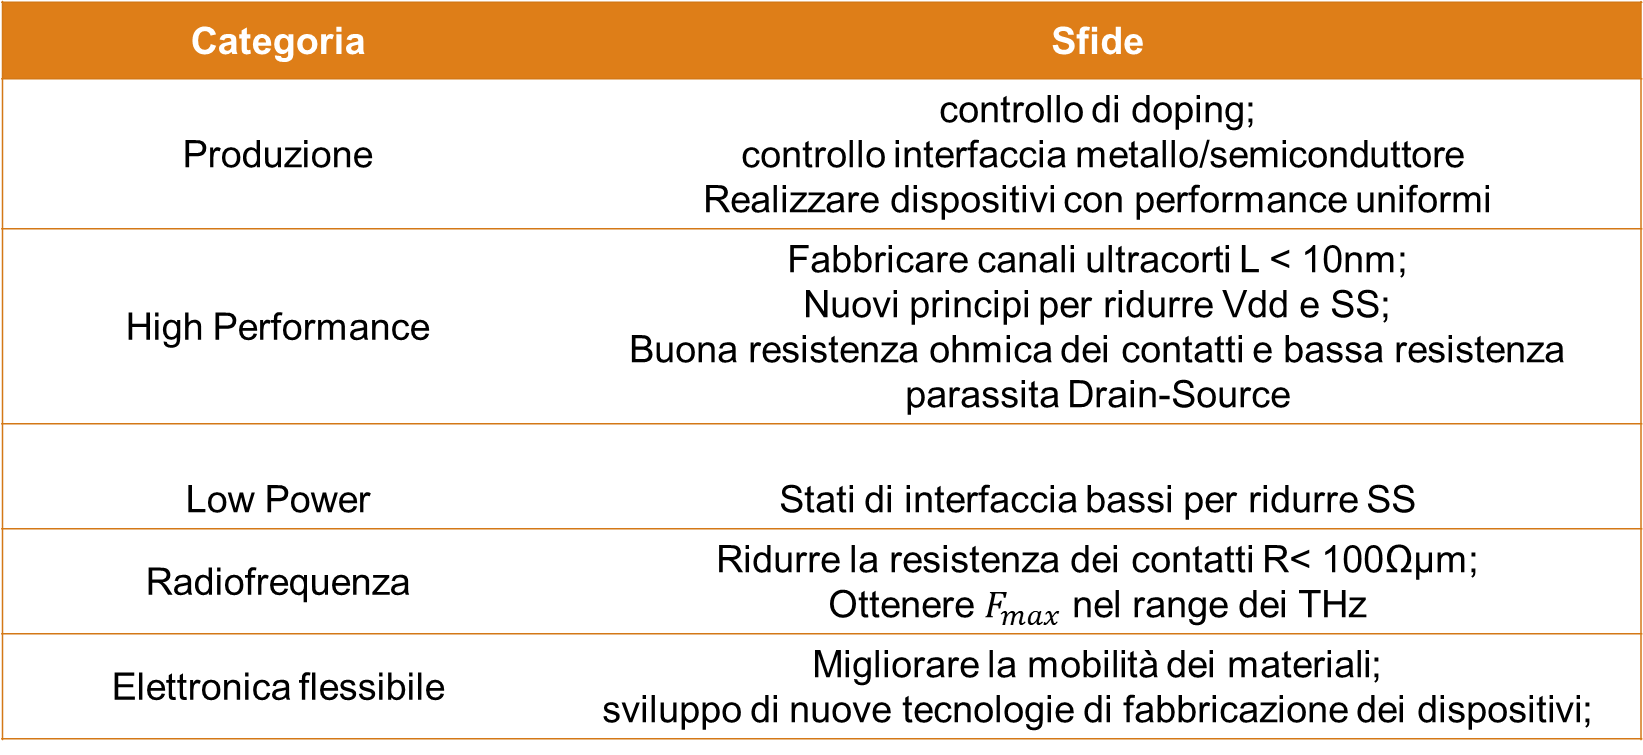 Categoria Sfide
Produzione
controllo di doping;
controllo interfaccia metallo/semiconduttore
Realizzare dispositivi con performance uniformi
High Performance
Fabbricare canali ultracorti L < 10nm;
Nuovi principi per ridurre Vdd e SS;
Buona resistenza ohmica dei contatti e bassa resistenza
parassita Drain-Source
Low Power
Stati di interfaccia bassi per ridurre SS
Radiofrequenza
Ridurre la resistenza dei contatti R< 100Ωμm;
Ottenere F_max nel range dei THz
Elettronica flessibile
Migliorare la mobilità dei materiali;
sviluppo di nuove tecnologie di fabbricazione dei dispositivi;